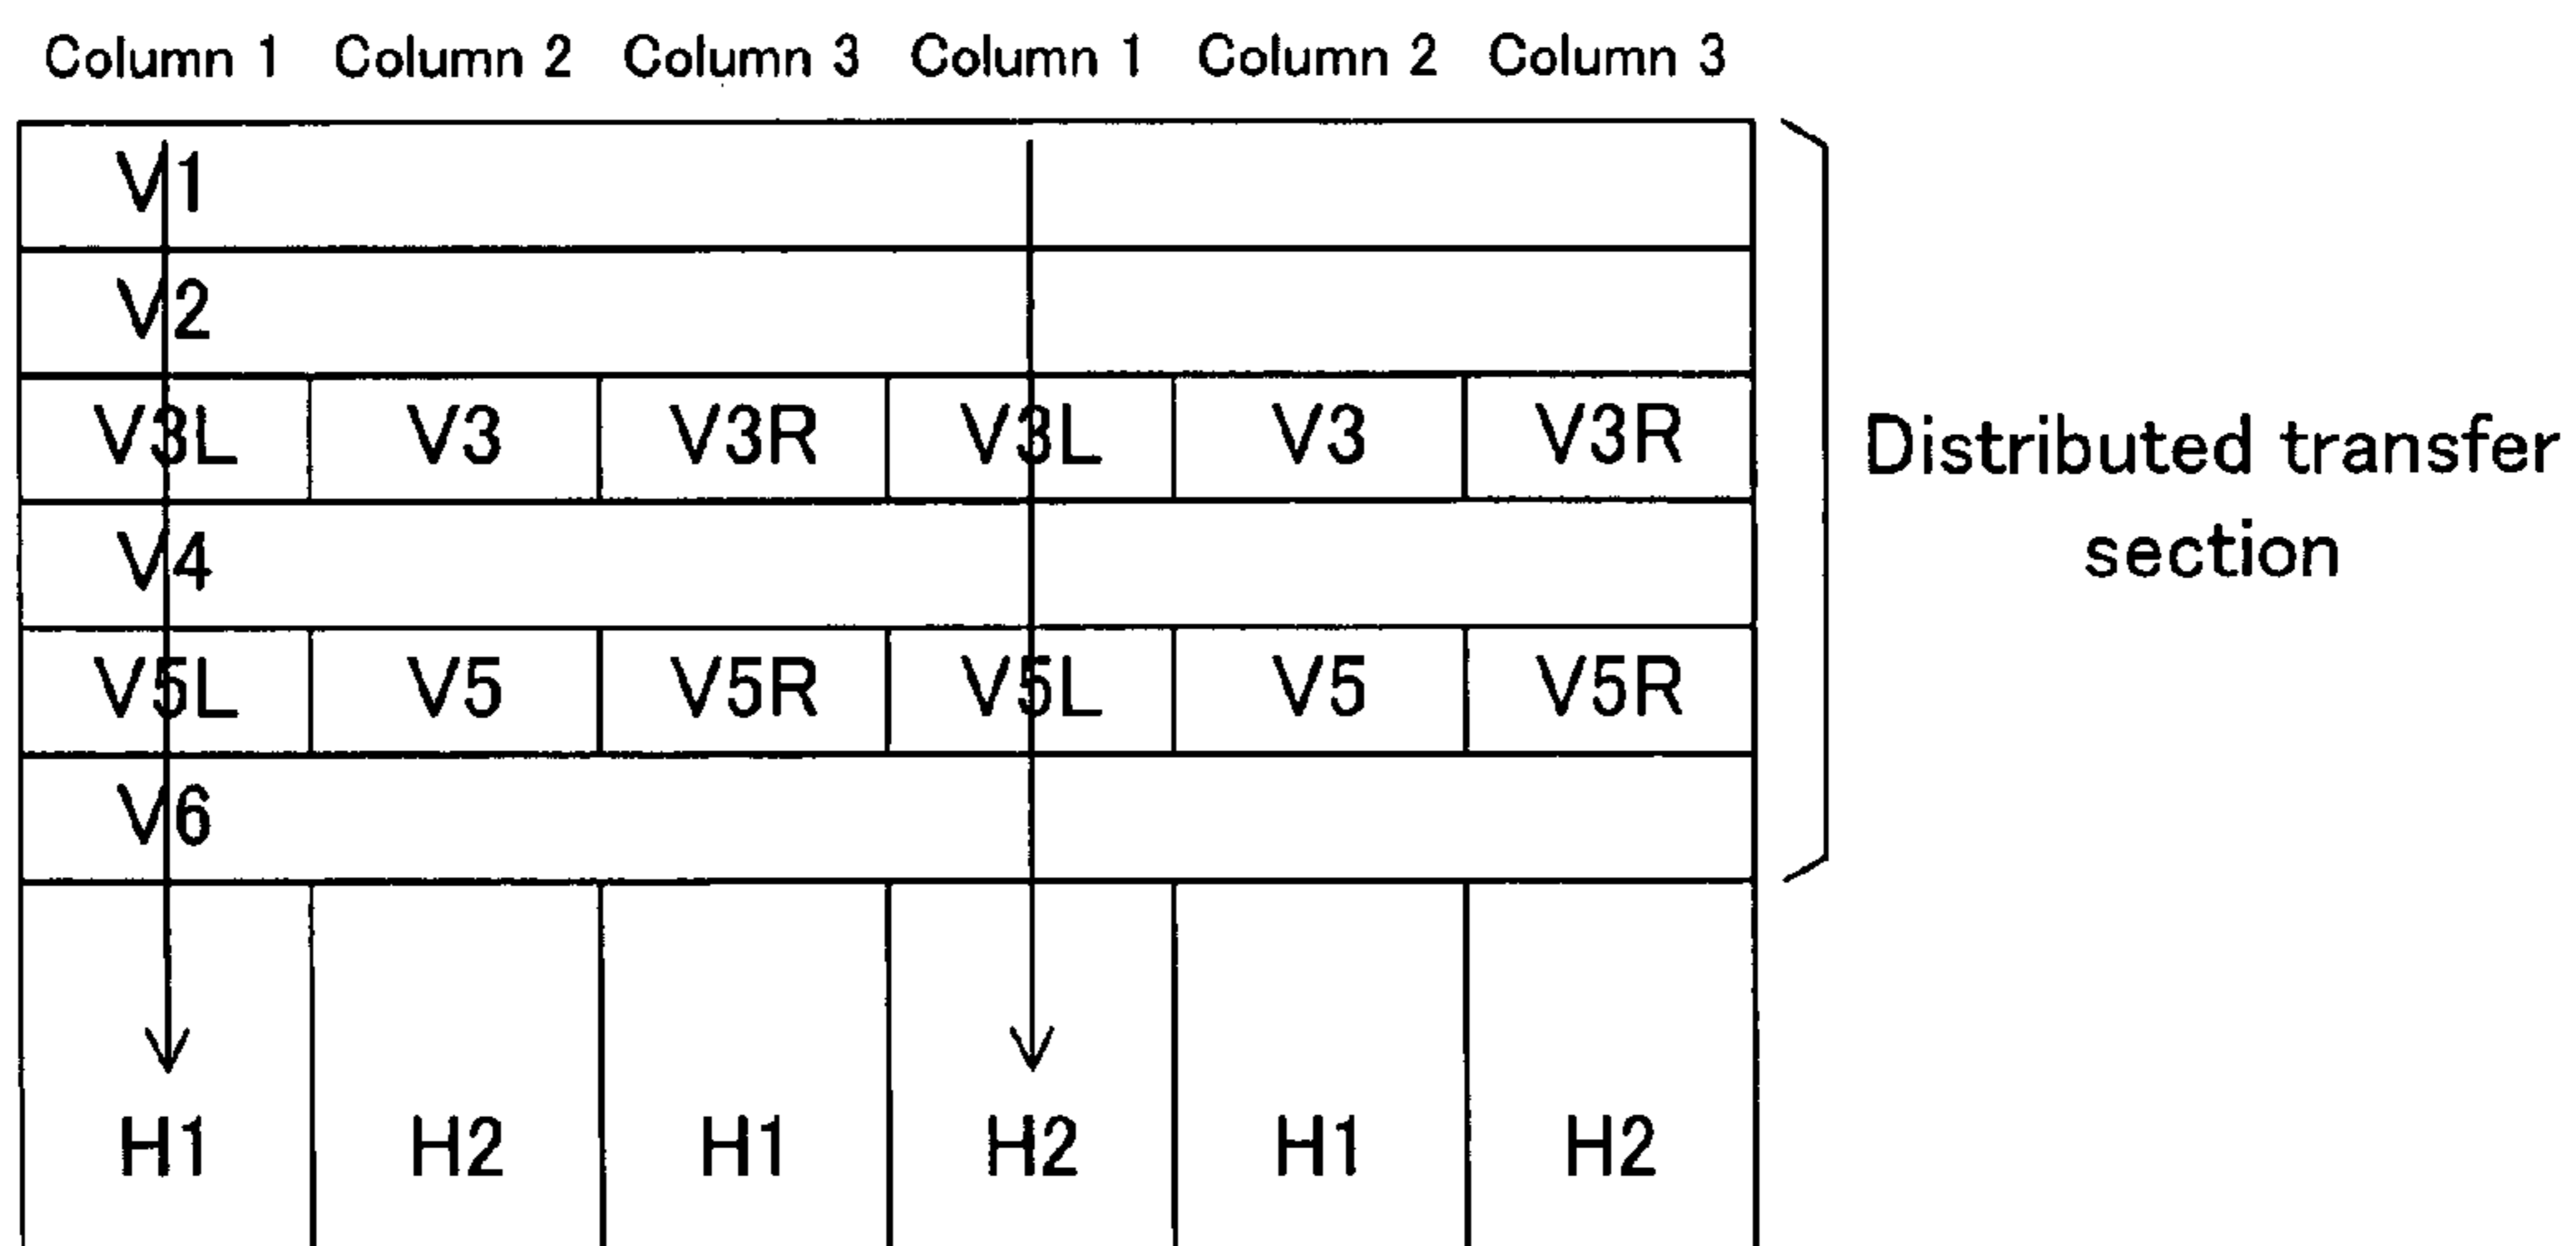 Column 1 Column 2 Column 3 Column 1 Column 2 Column 3
V1
V2
V3L V3 V3R V3L V3 V3R
V4
V5L V5 V5R V5L V5 V5R
V6
H1 H2 H1 H2 H1 H2
Distributed transfer
section